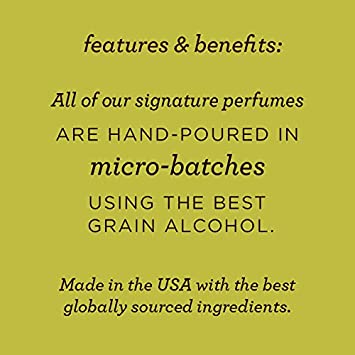 features & benefits:
All of our signature perfumes
ARE HAND-POURED IN
micro-batches
USING THE BEST
GRAIN ALCOHOL.
Made in the USA with the best
globally sourced ingredients.